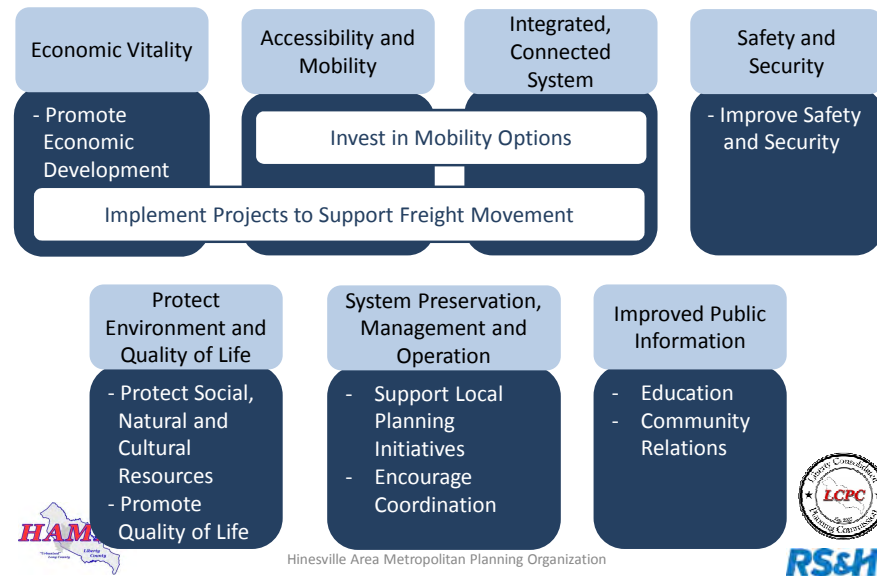 Economic Vitality
Accessibility and
Mobility
Integrated,
Connected
System
Safety and
Security
- Promote
Economic
Development
Invest in Mobility Options
- Improve Safety
and Security
Implement Projects to Support Freight Movement
Protect
Environment and
Quality of Life
System Preservation,
Management and
Operation
Improved Public
Information
- Protect Social,
Natural and
Cultural
Resources
- Promote
Quality of Life
- Support Local
Planning
Initiatives
- Encourage
Coordination
- Education
- Community
Relations
HAM
Liberty
County
Hinesville Area Metropolitan Planning Organization
Liberty Consolidated
LCPC
Planning Commission
RS&H